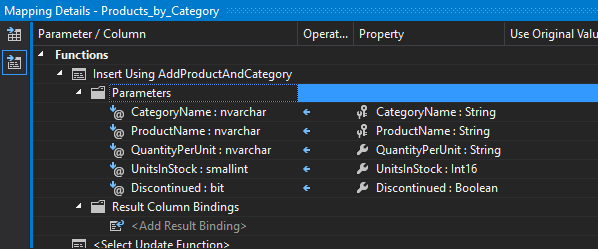 Mapping Details - Products_by_Category
Parameter / Column Operat... Property Use Original Valu
Functions
Insert Using AddProductAndCategory
Parameters
CategoryName : nvarchar CategoryName : String
ProductName : nvarchar ProductName : String
QuantityPerUnit : nvarchar QuantityPerUnit : String
UnitsInStock : smallint UnitsInStock : Int16
Discontinued : bit Discontinued : Boolean
Result Column Bindings
<Add Result Binding>
<Select Update Function>